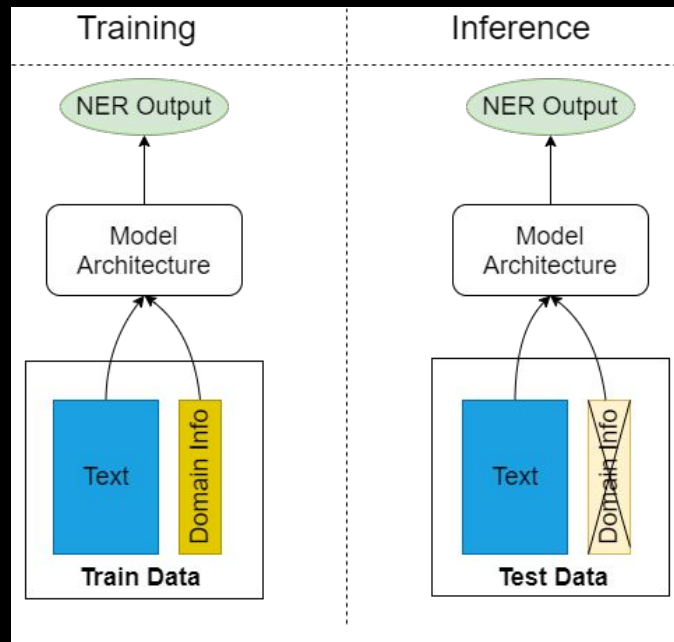 Training
Inference
NER Output
NER Output
Model
Architecture
Model
Architecture
Text
Domain Info
Text
Domain Info
Train Data
Test Data